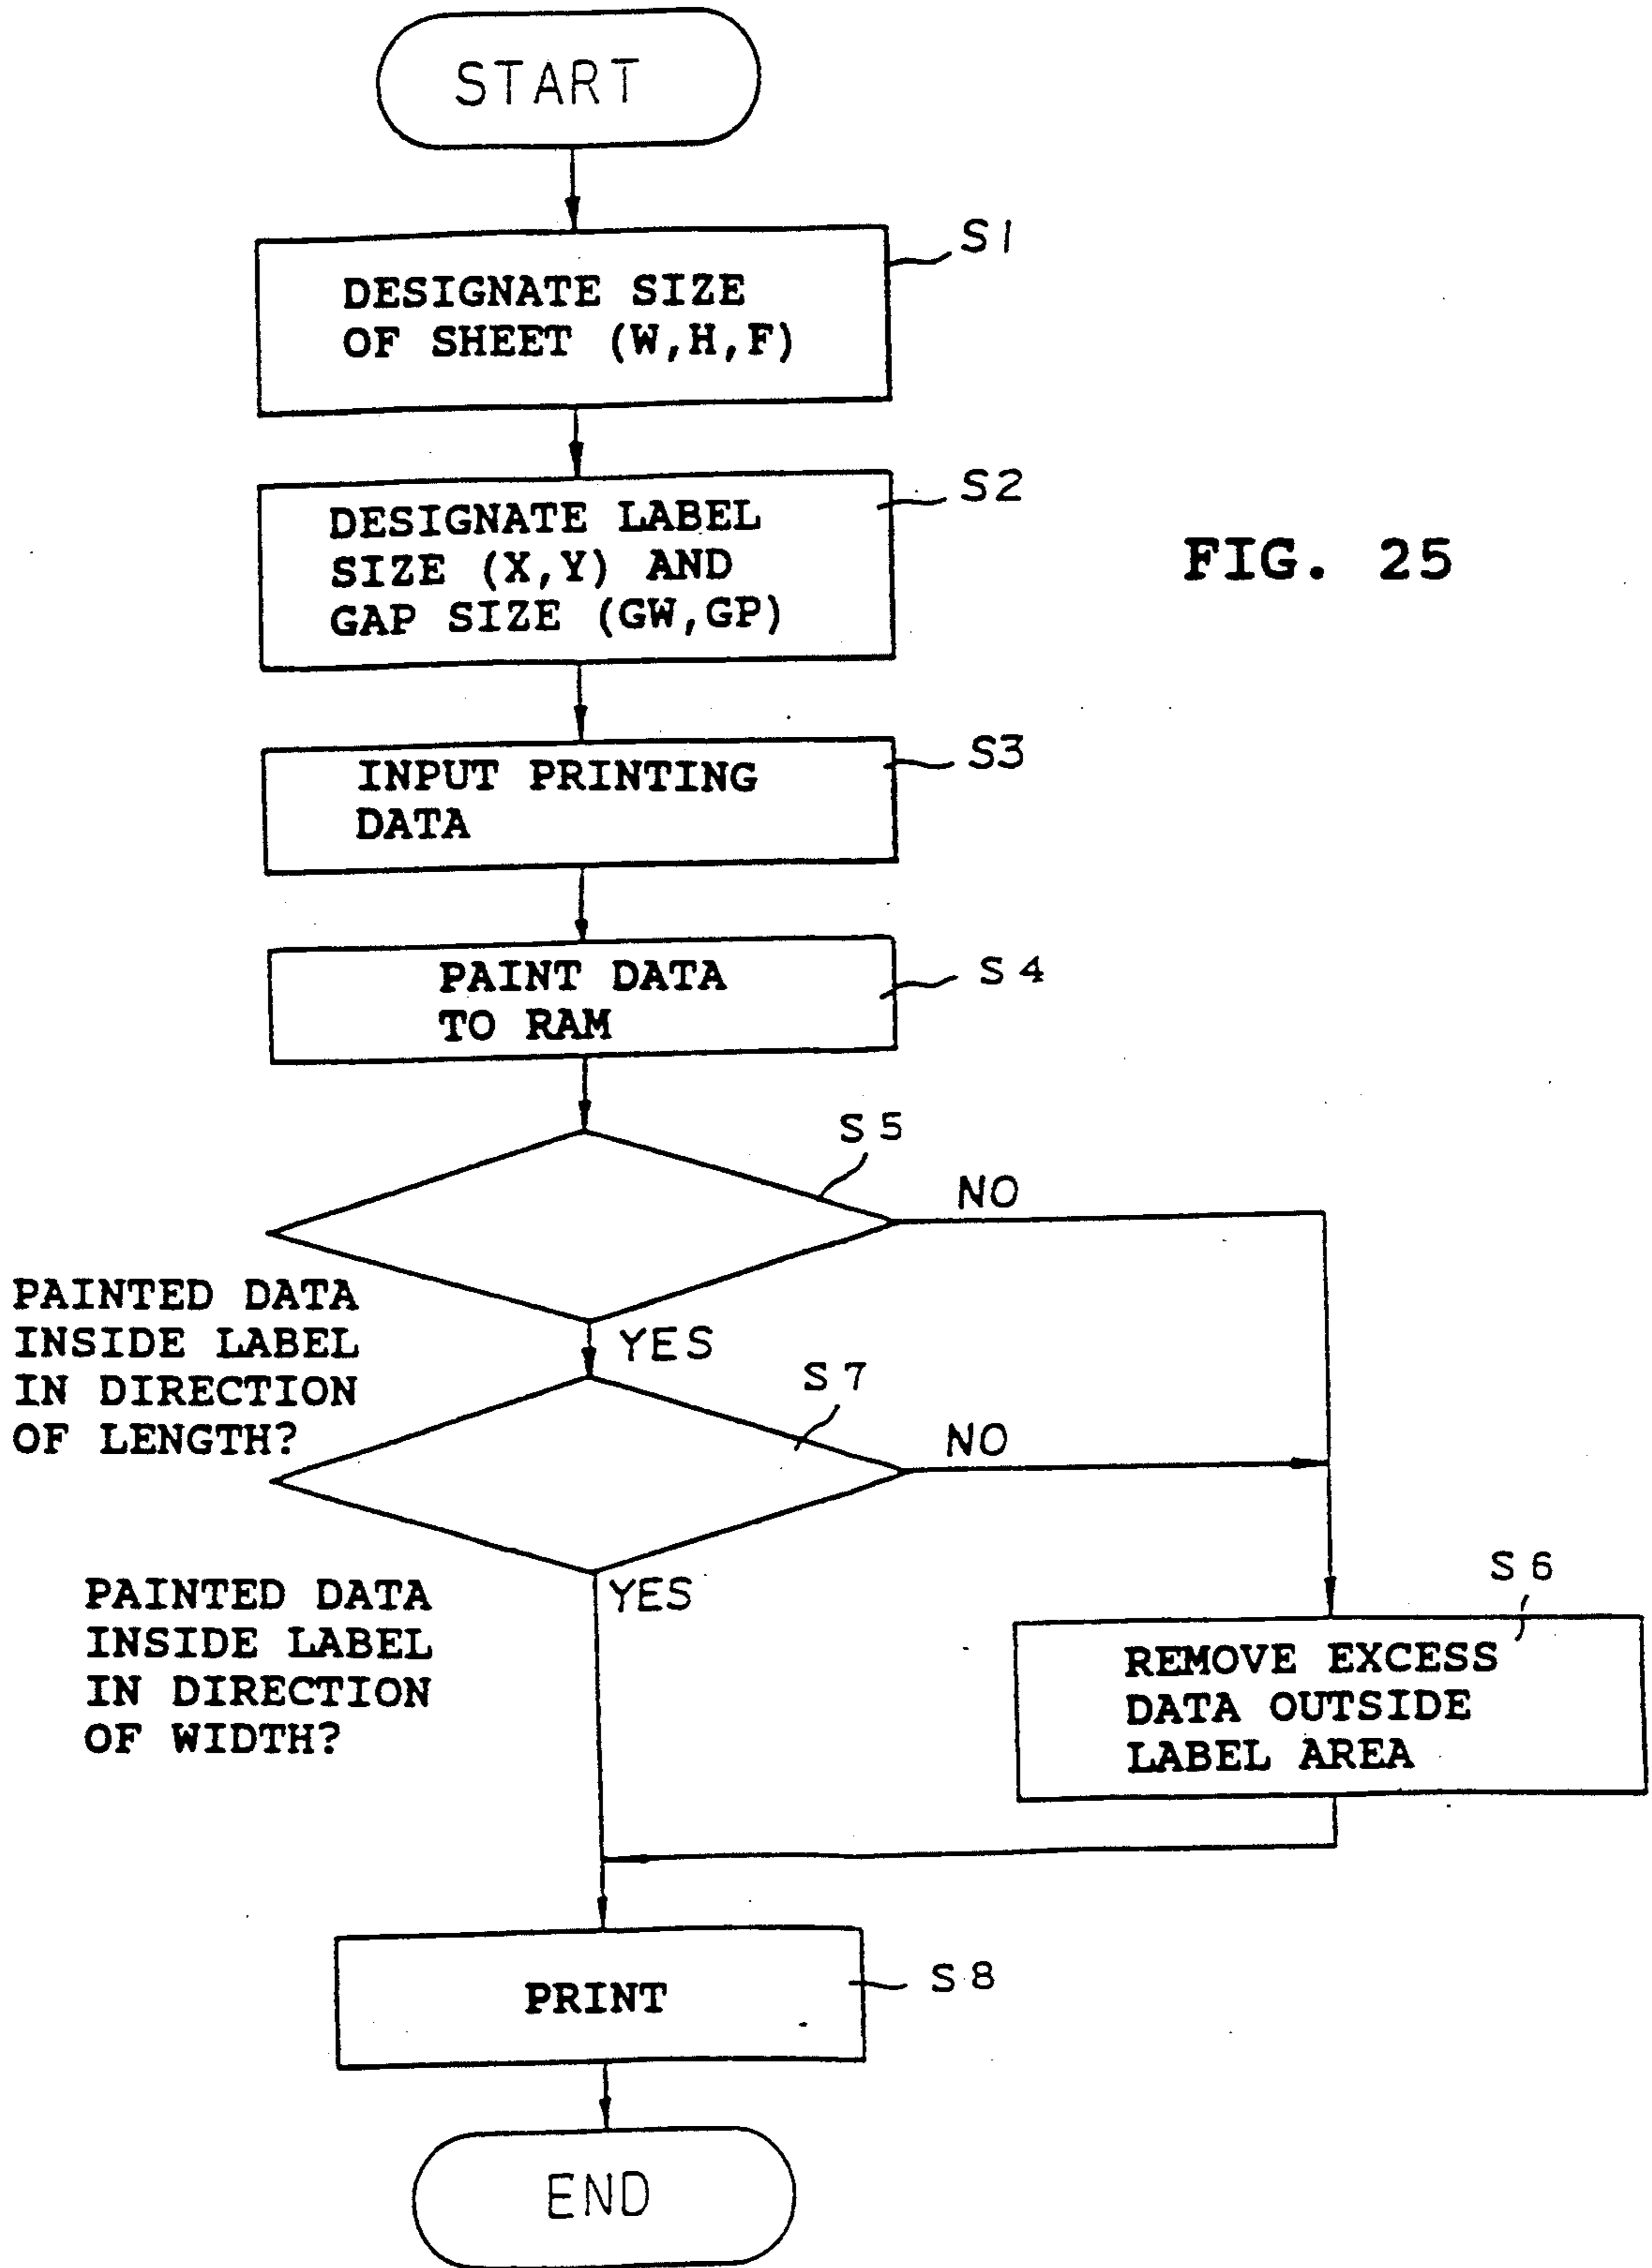 START
S1
DESIGNATE SIZE
OF SHEET (W,H,F)
S2
DESIGNATE LABEL
SIZE (X,Y) AND
GAP SIZE (GW,GP)
FIG. 25
S3
INPUT PRINTING
DATA
S4
PAINT DATA
TO RAM
S5
NO
PAINTED DATA
INSIDE LABEL
IN DIRECTION
OF LENGTH?
YES
S7
NO
PAINTED DATA
INSIDE LABEL
IN DIRECTION
OF WIDTH?
YES
S6
REMOVE EXCESS
DATA OUTSIDE
LABEL AREA
PRINT
S8
END